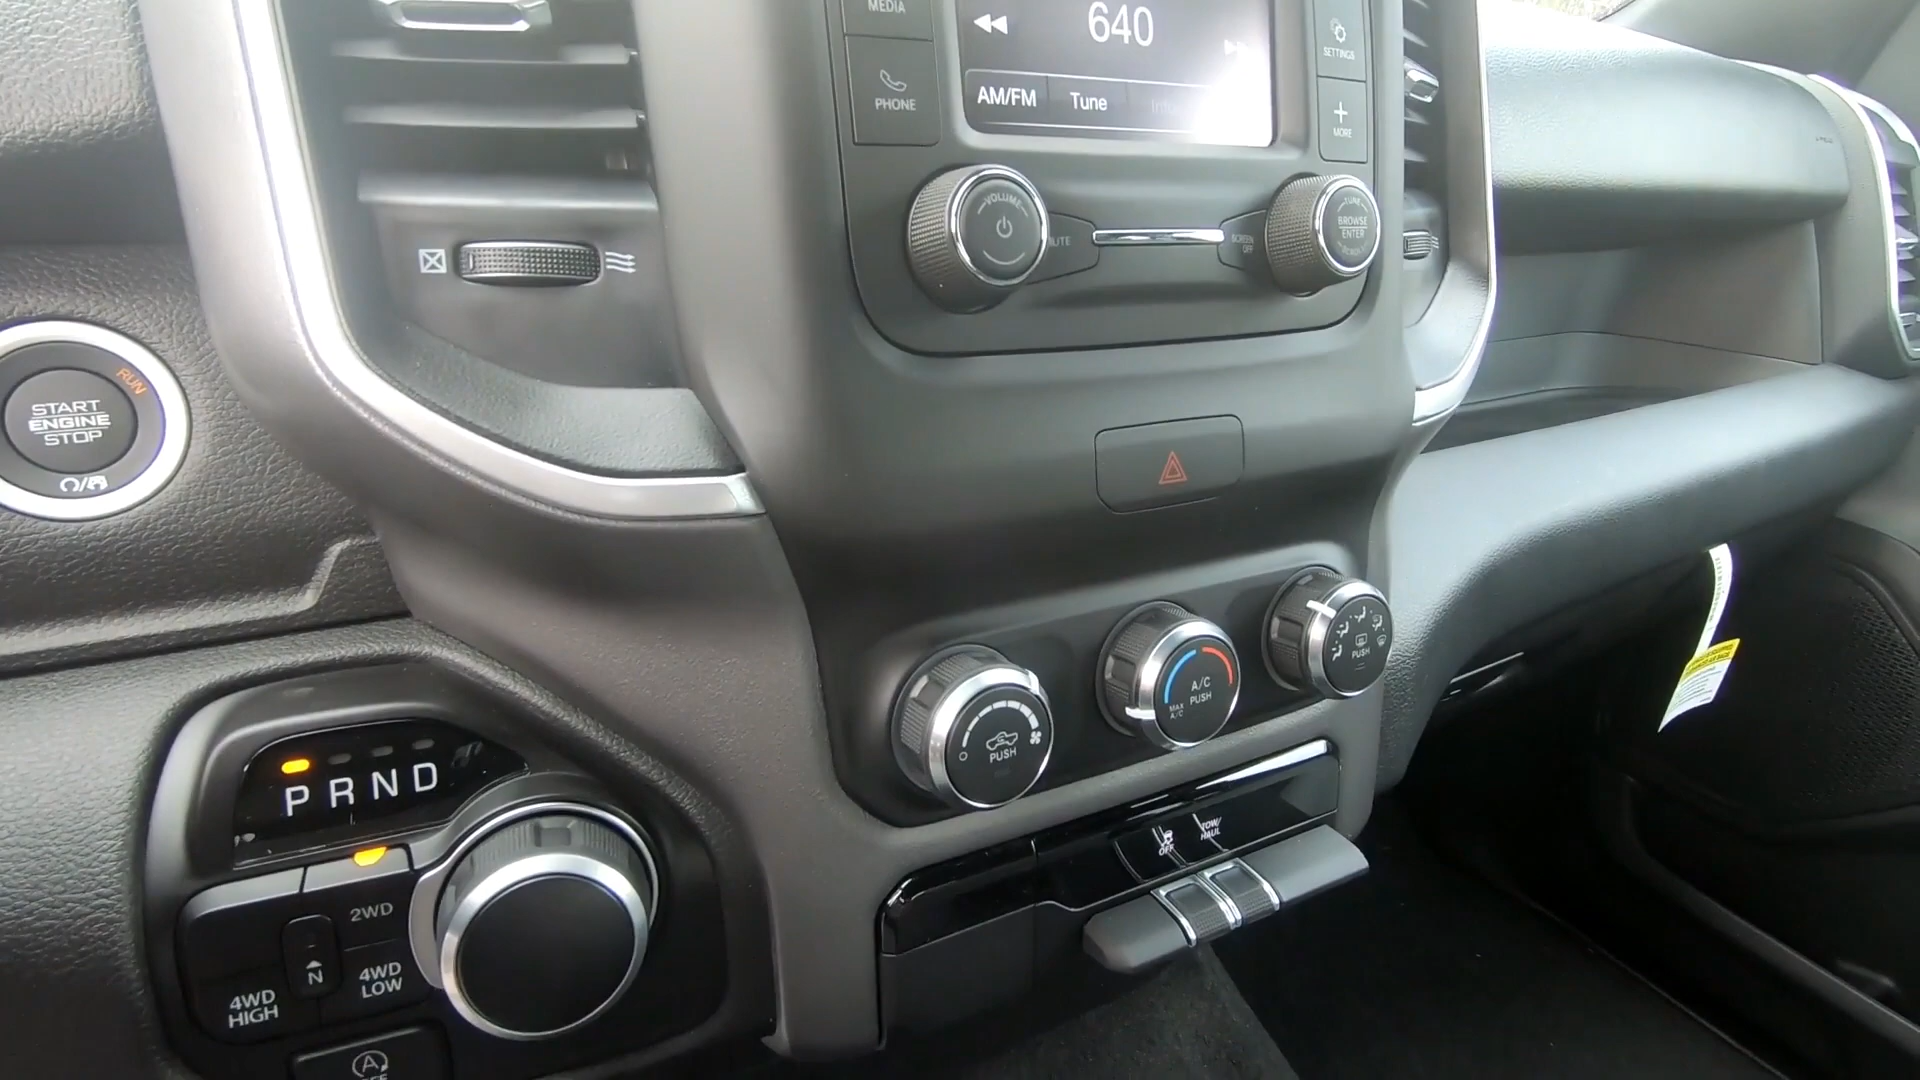 MEDIA
PHONE
640
AM/FM
Tune
SETTINGS
MORE
VOLUME
SCREEN
OFF
TUNE
BROWSE
ENTER
RUN
START
ENGINE
STOP
PUSH
A/C
PUSH
MAX
A/C
PUSH
P R N D
OFF
TOW/
HAUL
2WD
N
4WD
LOW
4WD
HIGH